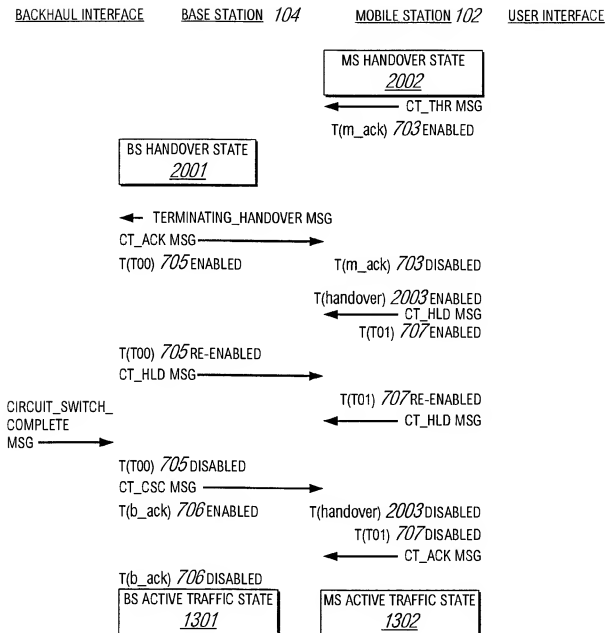 BACKHAUL INTERFACE BASE STATION 104 MOBILE STATION 102 USER INTERFACE
MS HANDOVER STATE
2002
CT_THR MSG
T(m_ack) 703 ENABLED
BS HANDOVER STATE
2001
TERMINATING_HANDOVER MSG
CT_ACK MSG
T(T00) 705 ENABLED T(m_ack) 703 DISABLED
T(handover) 2003 ENABLED
CT_HLD MSG
T(T01) 707 ENABLED
T(T00) 705 RE-ENABLED
CT_HLD MSG
T(T01) 707 RE-ENABLED
CT_HLD MSG
CIRCUIT_SWITCH_
COMPLETE
MSG
T(T00) 705 DISABLED
CT_CSC MSG
T(b_ack) 706 ENABLED T(handover) 2003 DISABLED
T(T01) 707 DISABLED
CT_ACK MSG
T(b_ack) 706 DISABLED
BS ACTIVE TRAFFIC STATE MS ACTIVE TRAFFIC STATE
1301 1302